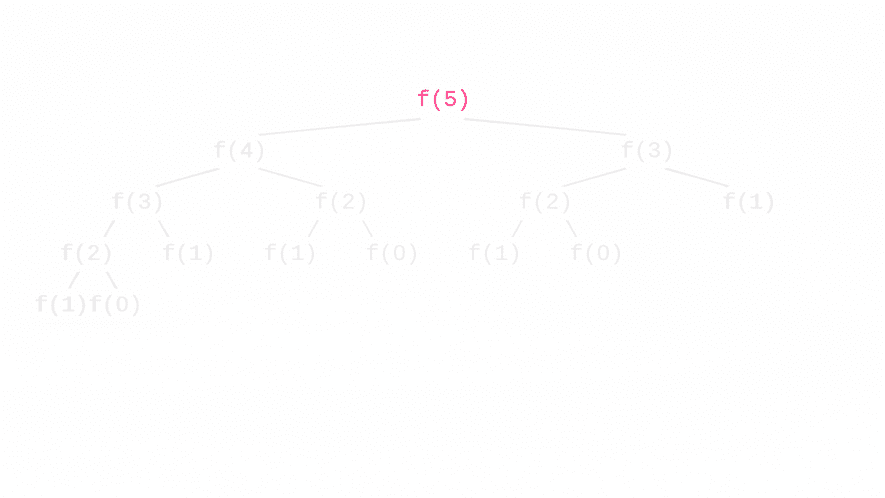 f(5)
f(4) f(3)
f(3) f(2) f(2) f(1)
f(2) f(1) f(1) f(0) f(1) f(0)
f(1)f(0)